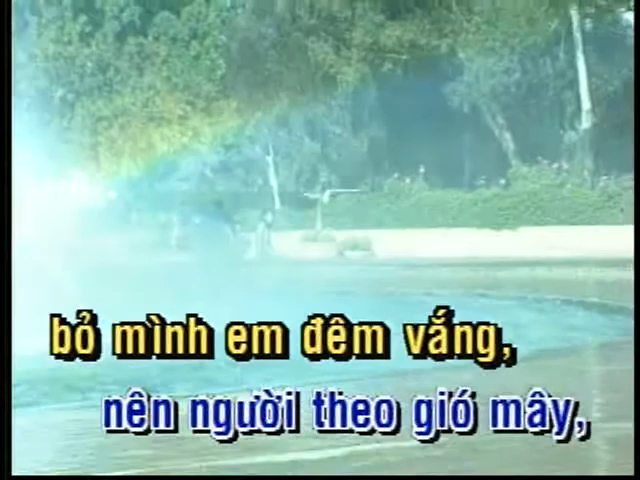 bỏ mình em đêm vắng,
nên người theo gió mây,